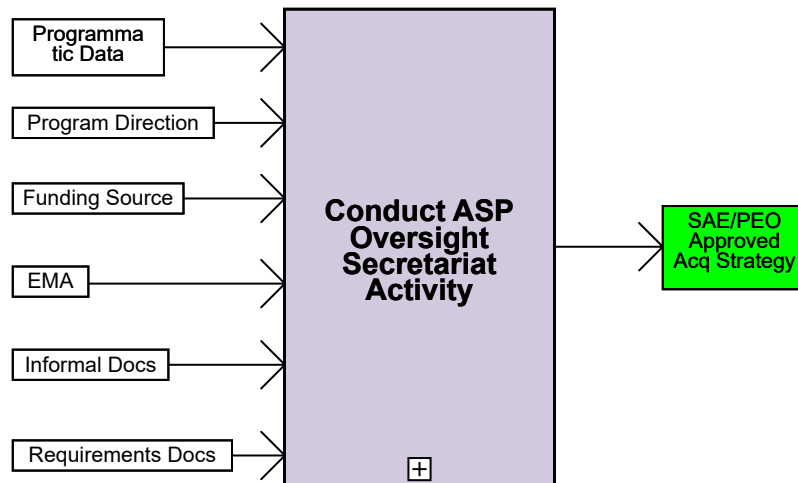 Programma
tic Data
Program Direction
Funding Source
EMA
Informal Docs
Requirements Docs
Conduct ASP
Oversight
Secretariat
Activity
SAE/PEO
Approved
Acq Strategy